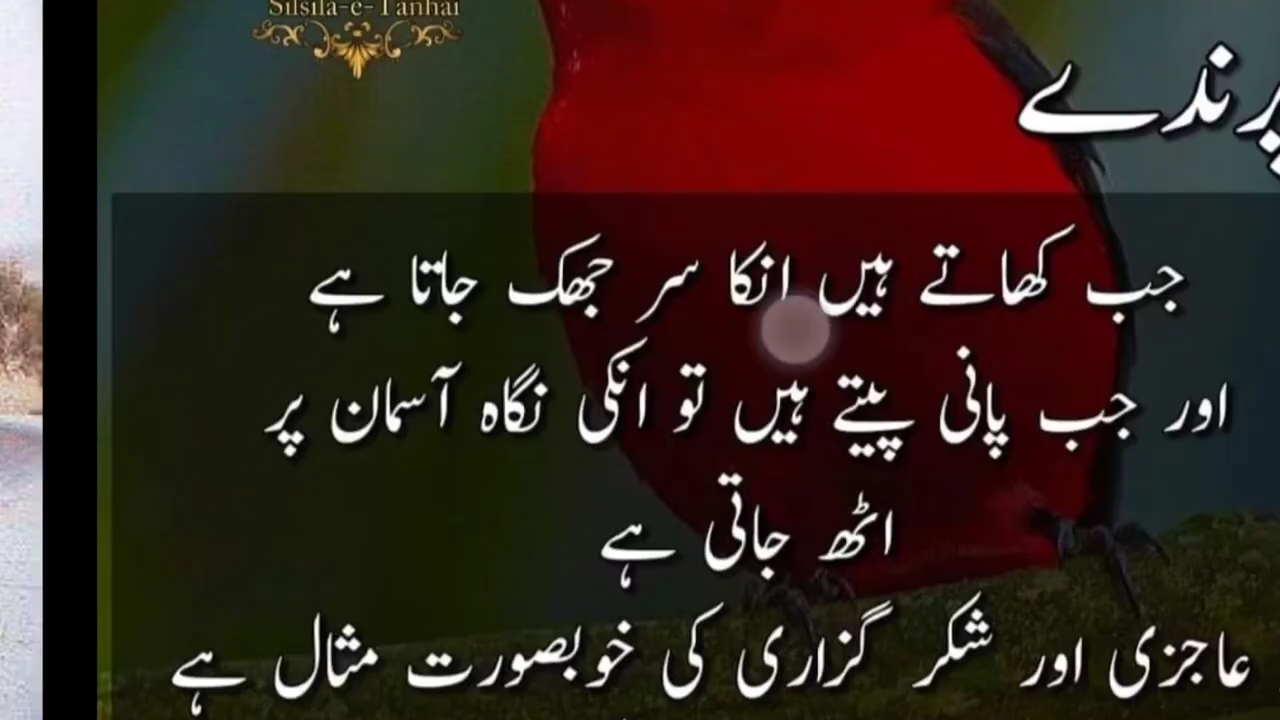 Silsila-e-Tanhai
پرندے
جب کھاتے ہیں انکا سر جھک جاتا ہے
اور جب پانی پیتے ہیں تو انکی نگاہ آسمان پر
اٹھ جاتی ہے
عاجزی اور شکر گزاری کی خوبصورت مثال ہے